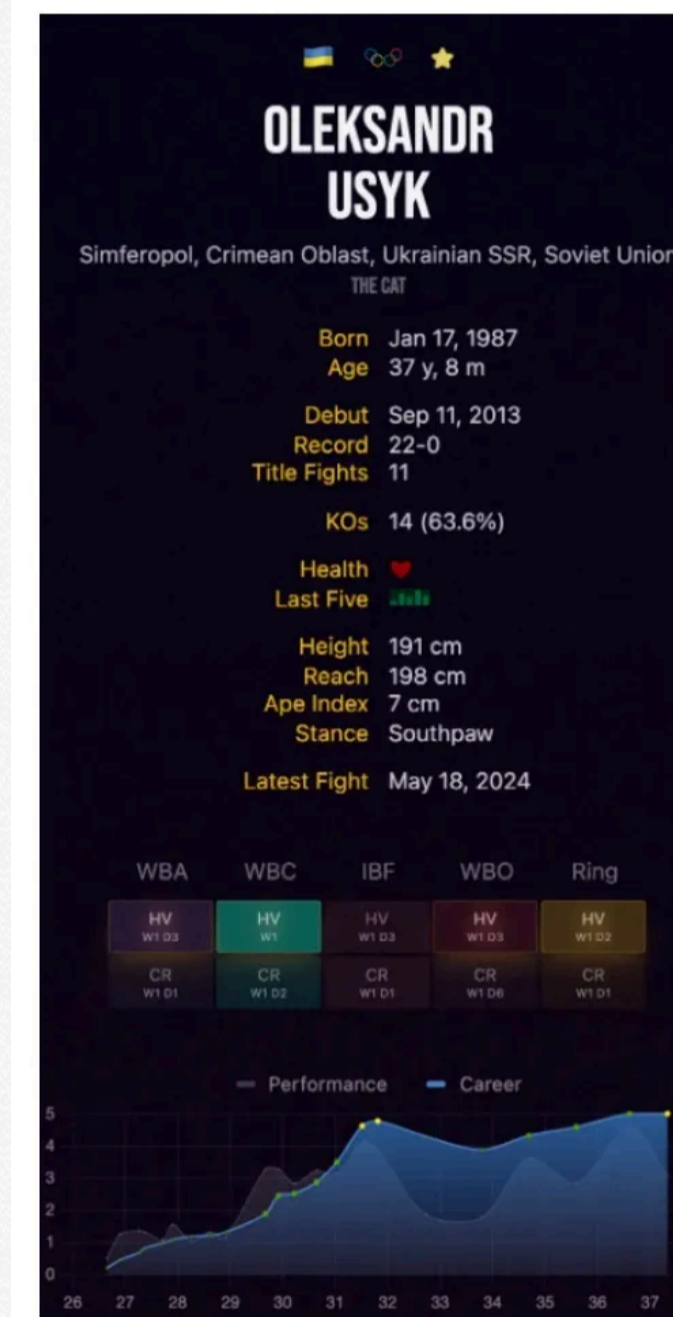 OLEKSANDR
USYK
Simferopol, Crimean Oblast, Ukrainian SSR, Soviet Union
THE CAT
Born Jan 17, 1987
Age 37 y, 8 m
Debut Sep 11, 2013
Record 22-0
Title Fights 11
KOs 14 (63.6%)
Health
Last Five
Height 191 cm
Reach 198 cm
Ape Index 7 cm
Stance Southpaw
Latest Fight May 18, 2024
WBA WBC IBF WBO Ring
HV HV HV HV HV
W1 D3 W1 W1 D3 W1 D3 W1 D2
CR CR CR CR CR
W1 D1 W1 D2 W1 D1 W1 D6 W1 D1
Performance Career
5
4
3
2
1
0
26 27 28 29 30 31 32 33 34 35 36 37